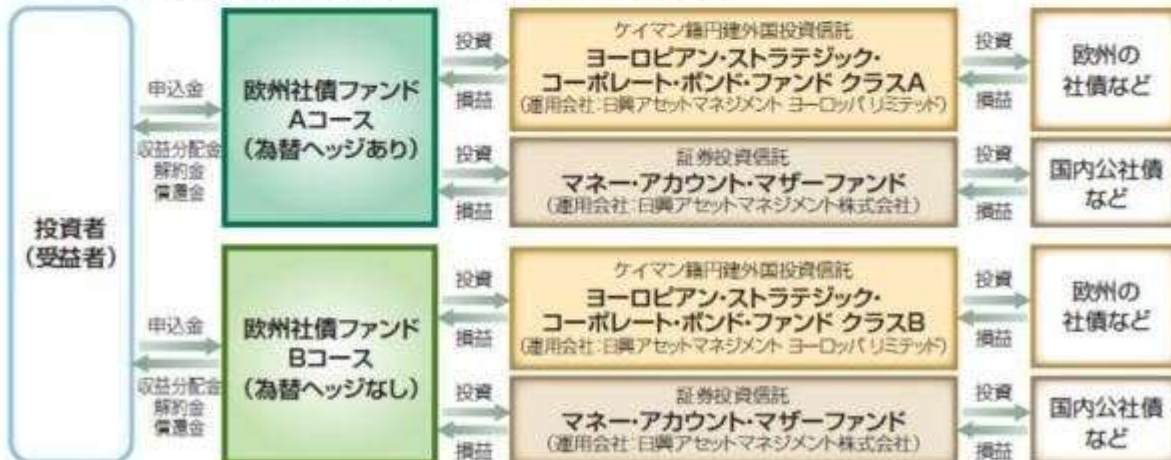 投資者
(受益者)
申込金
収益分配金
解約金
償還金
欧州社債ファンド
Aコース
(為替ヘッジあり)
投資
損益
ケイマン籍円建外国投資信託
ヨーロピアン・ストラテジック・
コーポレート・ボンド・ファンド クラスA
(運用会社:日興アセットマネジメント ヨーロッパ リミテッド)
投資
損益
欧州の
社債など
投資
損益
証券投資信託
マネー・アカウント・マザーファンド
(運用会社:日興アセットマネジメント株式会社)
投資
損益
国内公社債
など
申込金
収益分配金
解約金
償還金
欧州社債ファンド
Bコース
(為替ヘッジなし)
投資
損益
ケイマン籍円建外国投資信託
ヨーロピアン・ストラテジック・
コーポレート・ボンド・ファンド クラスB
(運用会社:日興アセットマネジメント ヨーロッパ リミテッド)
投資
損益
欧州の
社債など
投資
損益
証券投資信託
マネー・アカウント・マザーファンド
(運用会社:日興アセットマネジメント株式会社)
投資
損益
国内公社債
など